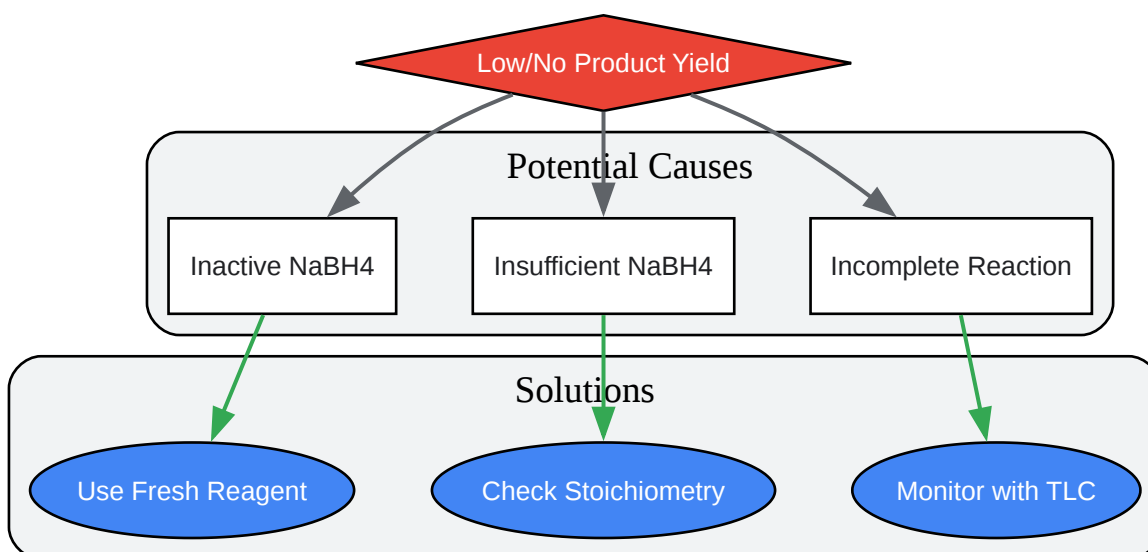 Low/No Product Yield
Potential Causes
Inactive NaBH4
Insufficient NaBH4
Incomplete Reaction
Solutions
Use Fresh Reagent
Check Stoichiometry
Monitor with TLC